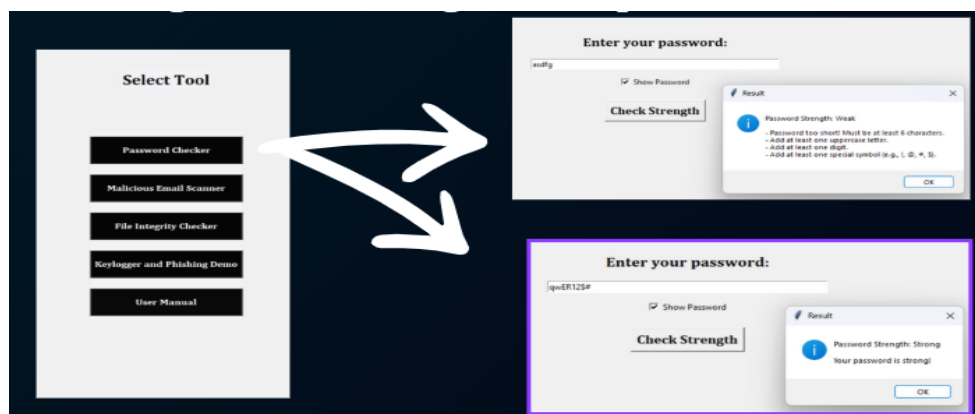 Select Tool
Password Checker
Malicious Email Scanner
File Integrity Checker
Keylogger and Phishing Demo
User Manual
Enter your password:
asdfg
Show Password
Check Strength
Result
Password Strength: Weak
- Password too short! Must be at least 6 characters.
- Add at least one uppercase letter.
- Add at least one digit.
- Add at least one special symbol (e.g., !, @, #, $).
OK
Enter your password:
qwER12$#
Show Password
Check Strength
Result
Password Strength: Strong
Your password is strong!
OK